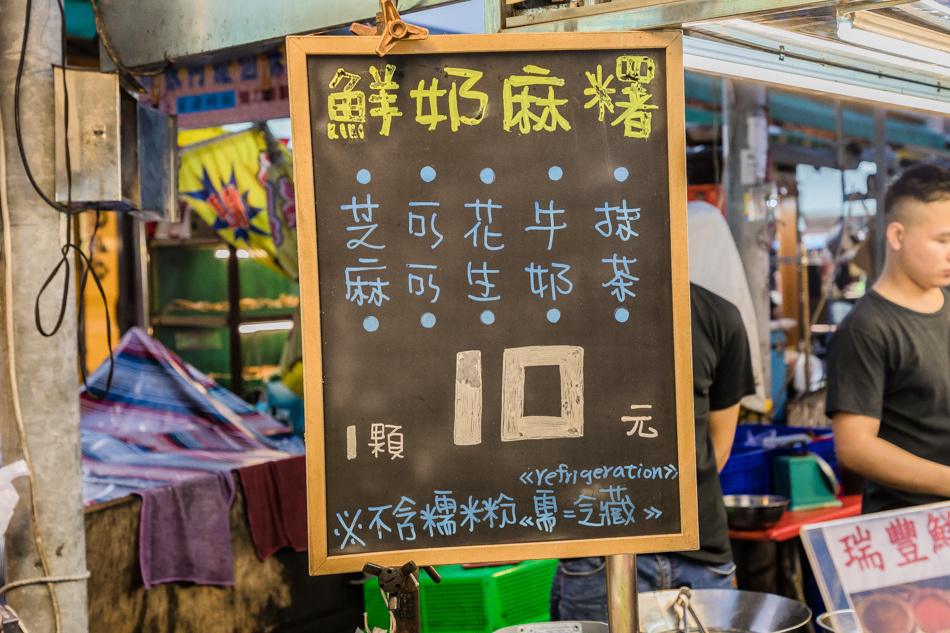 鮮奶麻糬
芝麻
可可
花生
牛奶
抹茶
1顆 10 元
«refrigeration»
※不含糯米粉«需冷藏»
瑞豐鮮